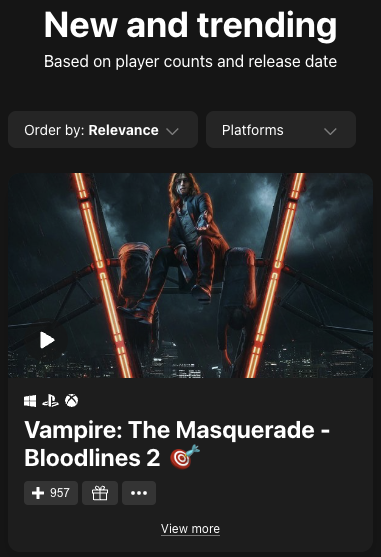 New and trending
Based on player counts and release date
Order by: Relevance
Platforms
Vampire: The Masquerade -
Bloodlines 2 🎯
957
View more